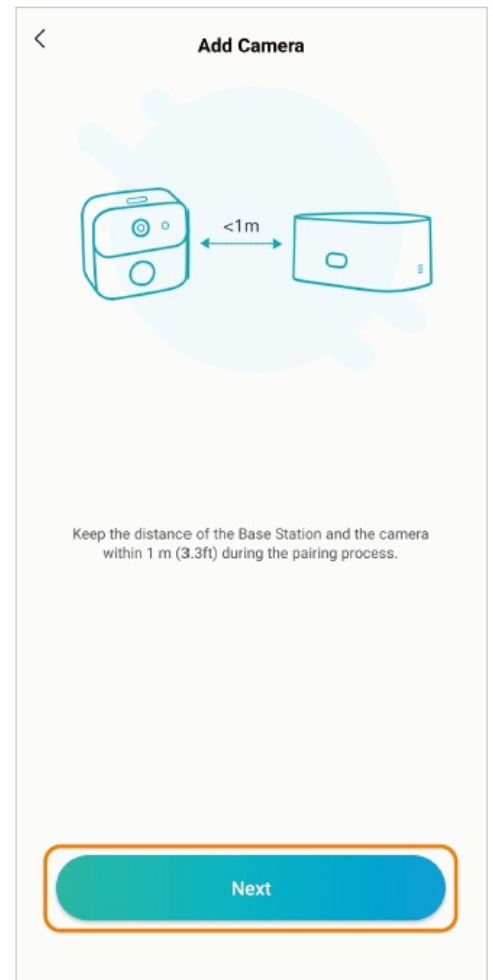 Add Camera
<1m
Keep the distance of the Base Station and the camera
within 1 m (3.3ft) during the pairing process.
Next